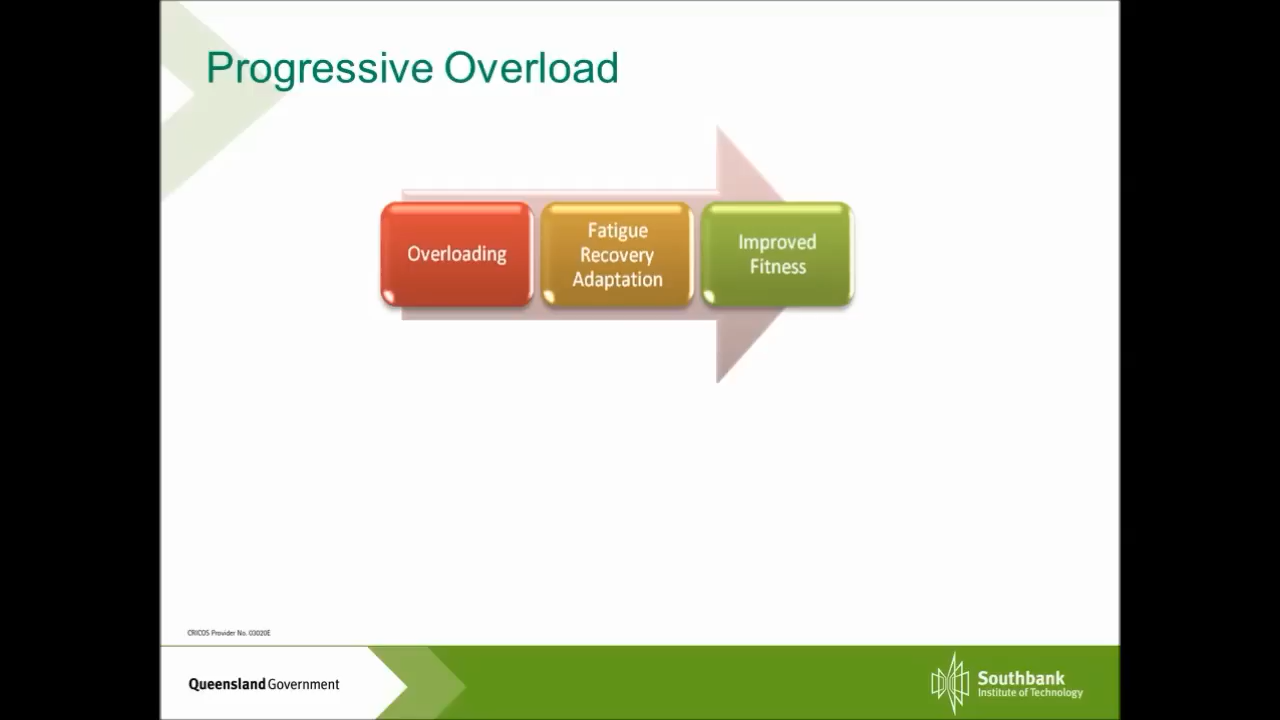 Progressive Overload
Overloading
Fatigue
Recovery
Adaptation
Improved
Fitness
CRICOS Provider No. 03020E
Queensland Government
Southbank
Institute of Technology